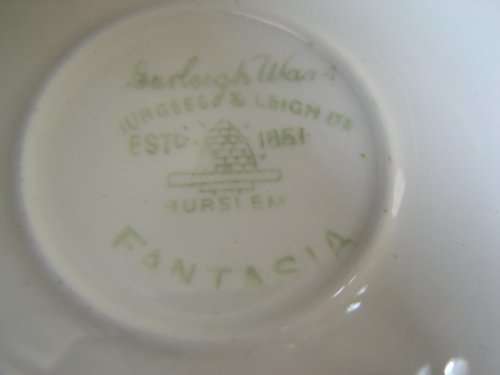 Burleigh Ware
BURGESS & LEIGH LTD
ESTD 1851
BURSLEM
FANTASIA